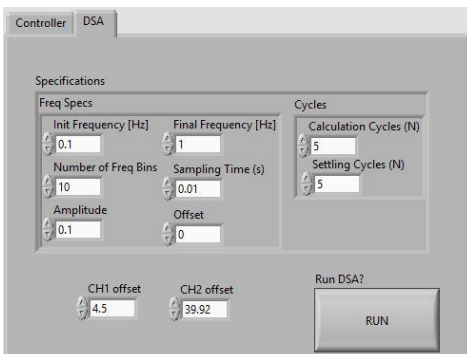 Controller DSA
Specifications
Freq Specs
Init Frequency [Hz] Final Frequency [Hz]
0.1 1
Number of Freq Bins Sampling Time (s)
10 0.01
Amplitude Offset
0.1 0
Cycles
Calculation Cycles (N)
5
Settling Cycles (N)
5
CH1 offset CH2 offset
4.5 39.92
Run DSA?
RUN